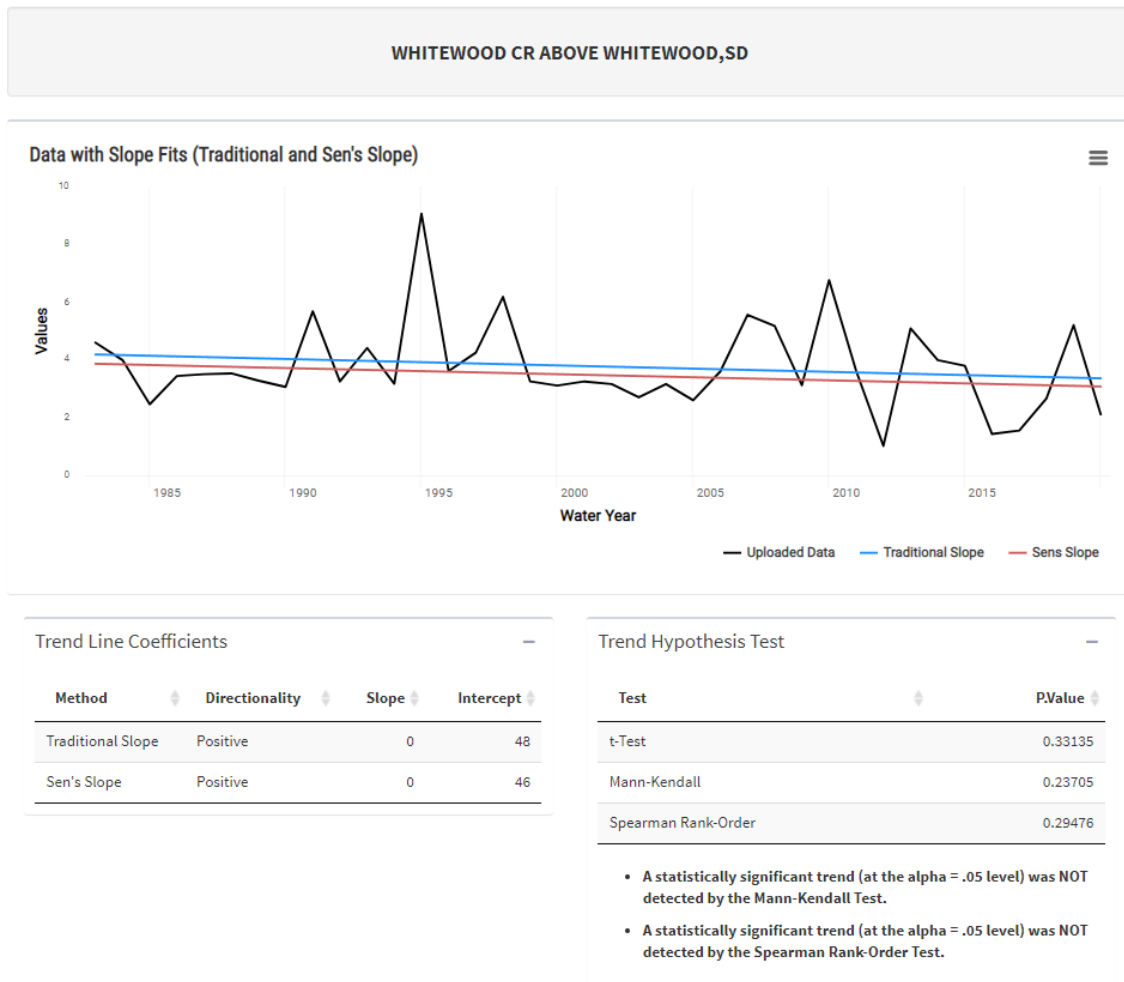 WHITEWOOD CR ABOVE WHITEWOOD,SD
Data with Slope Fits (Traditional and Sen's Slope)
10
8
6
4
2
0
Values
1985 1990 1995 2000 2005 2010 2015
Water Year
Uploaded Data Traditional Slope Sens Slope
Trend Line Coefficients
Method Directionality Slope Intercept
Traditional Slope Positive 0 48
Sen's Slope Positive 0 46
Trend Hypothesis Test
Test P.Value
t-Test 0.33135
Mann-Kendall 0.23705
Spearman Rank-Order 0.29476
• A statistically significant trend (at the alpha = .05 level) was NOT
detected by the Mann-Kendall Test.
• A statistically significant trend (at the alpha = .05 level) was NOT
detected by the Spearman Rank-Order Test.